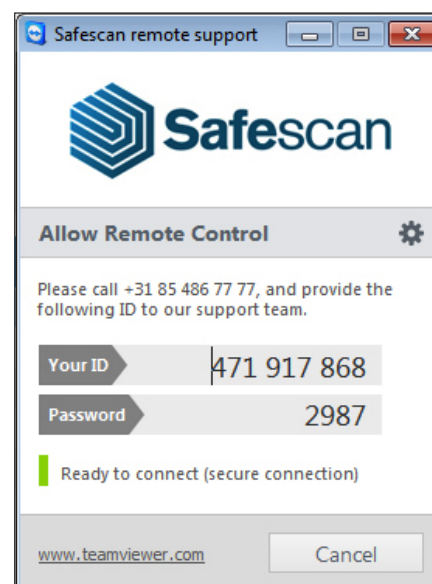 Safescan remote support
Safescan
Allow Remote Control
Please call +31 85 486 77 77, and provide the
following ID to our support team.
Your ID 471 917 868
Password 2987
Ready to connect (secure connection)
www.teamviewer.com Cancel